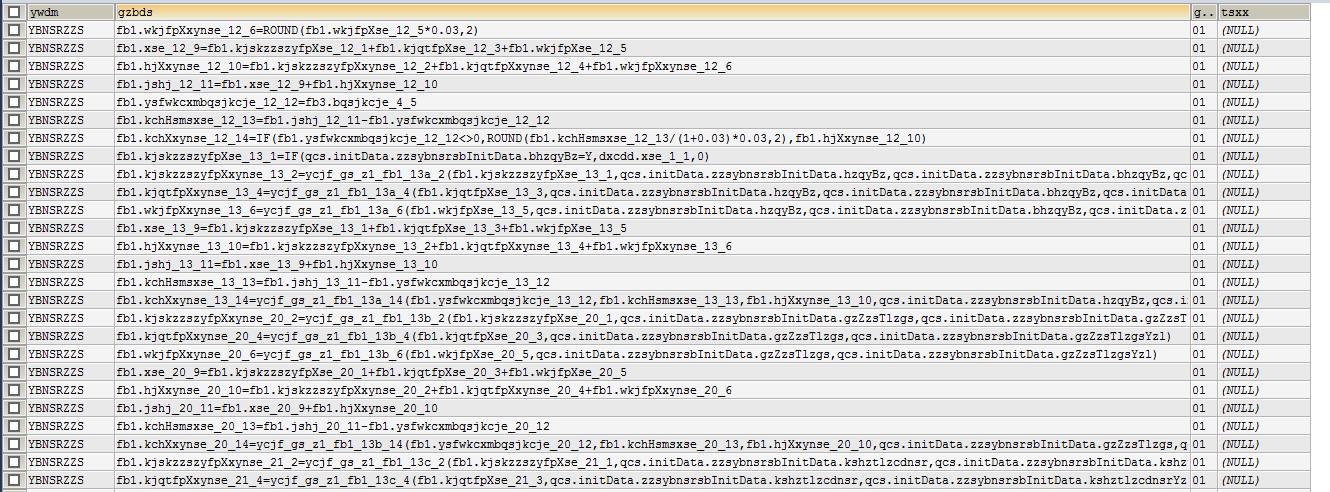 ywdm gzbds g.. tsxx
YBNSRZZS fb1.wkjfpXxynse_12_6=ROUND(fb1.wkjfpXse_12_5*0.03,2) 01 (NULL)
YBNSRZZS fb1.xse_12_9=fb1.kjskzzszyfpXse_12_1+fb1.kjqtfpXse_12_3+fb1.wkjfpXse_12_5 01 (NULL)
YBNSRZZS fb1.hjXxynse_12_10=fb1.kjskzzszyfpXxynse_12_2+fb1.kjqtfpXxynse_12_4+fb1.wkjfpXxynse_12_6 01 (NULL)
YBNSRZZS fb1.jshj_12_11=fb1.xse_12_9+fb1.hjXxynse_12_10 01 (NULL)
YBNSRZZS fb1.ysfwkcxmbqsjkcje_12_12=fb3.bqsjkcje_4_5 01 (NULL)
YBNSRZZS fb1.kchHsmsxse_12_13=fb1.jshj_12_11-fb1.ysfwkcxmbqsjkcje_12_12 01 (NULL)
YBNSRZZS fb1.kchXxynse_12_14=IF(fb1.ysfwkcxmbqsjkcje_12_12<>0,ROUND(fb1.kchHsmsxse_12_13/(1+0.03)*0.03,2),fb1.hjXxynse_12_10) 01 (NULL)
YBNSRZZS fb1.kjskzzszyfpXse_13_1=IF(qcs.initData.zzsybnsrsbInitData.bhzqyBz=Y,dxcdd.xse_1_1,0) 01 (NULL)
YBNSRZZS fb1.kjskzzszyfpXxynse_13_2=ycjf_gs_z1_fb1_13a_2(fb1.kjskzzszyfpXse_13_1,qcs.initData.zzsybnsrsbInitData.hzqyBz,qcs.initData.zzsybnsrsbInitData.bhzqyBz,qc 01 (NULL)
YBNSRZZS fb1.kjqtfpXxynse_13_4=ycjf_gs_z1_fb1_13a_4(fb1.kjqtfpXse_13_3,qcs.initData.zzsybnsrsbInitData.hzqyBz,qcs.initData.zzsybnsrsbInitData.bhzqyBz,qcs.initData 01 (NULL)
YBNSRZZS fb1.wkjfpXxynse_13_6=ycjf_gs_z1_fb1_13a_6(fb1.wkjfpXse_13_5,qcs.initData.zzsybnsrsbInitData.hzqyBz,qcs.initData.zzsybnsrsbInitData.bhzqyBz,qcs.initData.z 01 (NULL)
YBNSRZZS fb1.xse_13_9=fb1.kjskzzszyfpXse_13_1+fb1.kjqtfpXse_13_3+fb1.wkjfpXse_13_5 01 (NULL)
YBNSRZZS fb1.hjXxynse_13_10=fb1.kjskzzszyfpXxynse_13_2+fb1.kjqtfpXxynse_13_4+fb1.wkjfpXxynse_13_6 01 (NULL)
YBNSRZZS fb1.jshj_13_11=fb1.xse_13_9+fb1.hjXxynse_13_10 01 (NULL)
YBNSRZZS fb1.kchHsmsxse_13_13=fb1.jshj_13_11-fb1.ysfwkcxmbqsjkcje_13_12 01 (NULL)
YBNSRZZS fb1.kchXxynse_13_14=ycjf_gs_z1_fb1_13a_14(fb1.ysfwkcxmbqsjkcje_13_12,fb1.kchHsmsxse_13_13,fb1.hjXxynse_13_10,qcs.initData.zzsybnsrsbInitData.hzqyBz,qcs.i 01 (NULL)
YBNSRZZS fb1.kjskzzszyfpXxynse_20_2=ycjf_gs_z1_fb1_13b_2(fb1.kjskzzszyfpXse_20_1,qcs.initData.zzsybnsrsbInitData.gzZzsTlzgs,qcs.initData.zzsybnsrsbInitData.gzZzsT 01 (NULL)
YBNSRZZS fb1.kjqtfpXxynse_20_4=ycjf_gs_z1_fb1_13b_4(fb1.kjqtfpXse_20_3,qcs.initData.zzsybnsrsbInitData.gzZzsTlzgs,qcs.initData.zzsybnsrsbInitData.gzZzsTlzgsYzl) 01 (NULL)
YBNSRZZS fb1.wkjfpXxynse_20_6=ycjf_gs_z1_fb1_13b_6(fb1.wkjfpXse_20_5,qcs.initData.zzsybnsrsbInitData.gzZzsTlzgs,qcs.initData.zzsybnsrsbInitData.gzZzsTlzgsYzl) 01 (NULL)
YBNSRZZS fb1.xse_20_9=fb1.kjskzzszyfpXse_20_1+fb1.kjqtfpXse_20_3+fb1.wkjfpXse_20_5 01 (NULL)
YBNSRZZS fb1.hjXxynse_20_10=fb1.kjskzzszyfpXxynse_20_2+fb1.kjqtfpXxynse_20_4+fb1.wkjfpXxynse_20_6 01 (NULL)
YBNSRZZS fb1.jshj_20_11=fb1.xse_20_9+fb1.hjXxynse_20_10 01 (NULL)
YBNSRZZS fb1.kchHsmsxse_20_13=fb1.jshj_20_11-fb1.ysfwkcxmbqsjkcje_20_12 01 (NULL)
YBNSRZZS fb1.kchXxynse_20_14=ycjf_gs_z1_fb1_13b_14(fb1.ysfwkcxmbqsjkcje_20_12,fb1.kchHsmsxse_20_13,fb1.hjXxynse_20_10,qcs.initData.zzsybnsrsbInitData.gzZzsTlzgs,q 01 (NULL)
YBNSRZZS fb1.kjskzzszyfpXxynse_21_2=ycjf_gs_z1_fb1_13c_2(fb1.kjskzzszyfpXse_21_1,qcs.initData.zzsybnsrsbInitData.kshztlzcdnsr,qcs.initData.zzsybnsrsbInitData.kshz 01 (NULL)
YBNSRZZS fb1.kjqtfpXxynse_21_4=ycjf_gs_z1_fb1_13c_4(fb1.kjqtfpXse_21_3,qcs.initData.zzsybnsrsbInitData.kshztlzcdnsr,qcs.initData.zzsybnsrsbInitData.kshztlzcdnsrYz 01 (NULL)